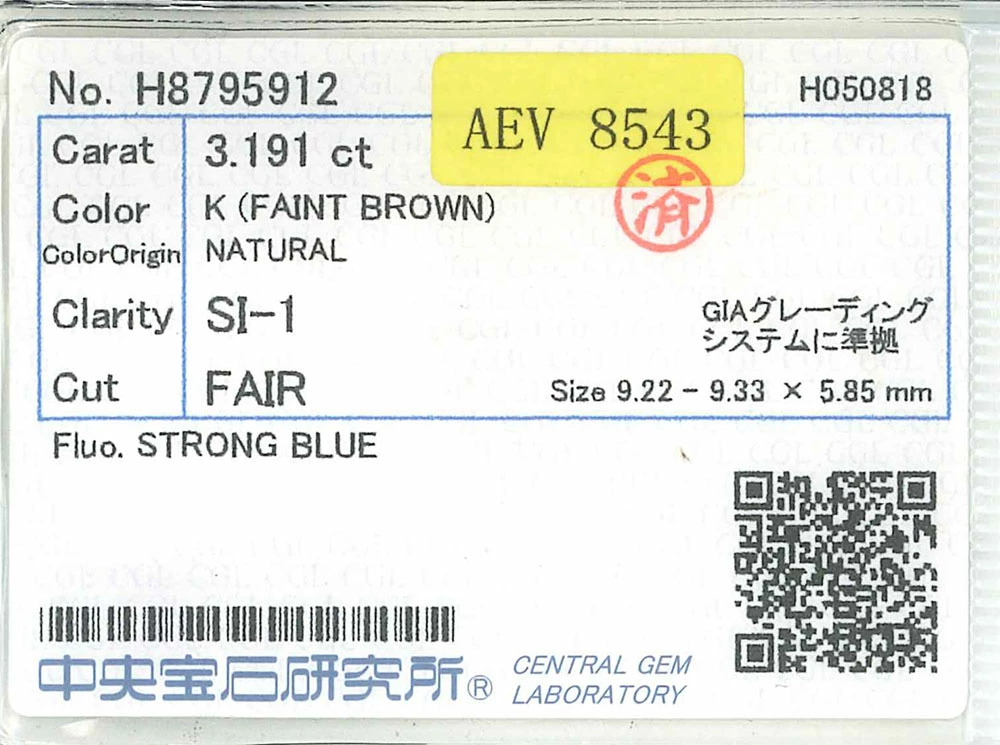 No. H8795912
H050818
AEV 8543
Carat 3.191 ct
済
Color K (FAINT BROWN)
ColorOrigin NATURAL
Clarity SI-1
GIAグレーディング
システムに準拠
Cut FAIR
Size 9.22 - 9.33 × 5.85 mm
Fluo. STRONG BLUE
中央宝石研究所®
CENTRAL GEM
LABORATORY